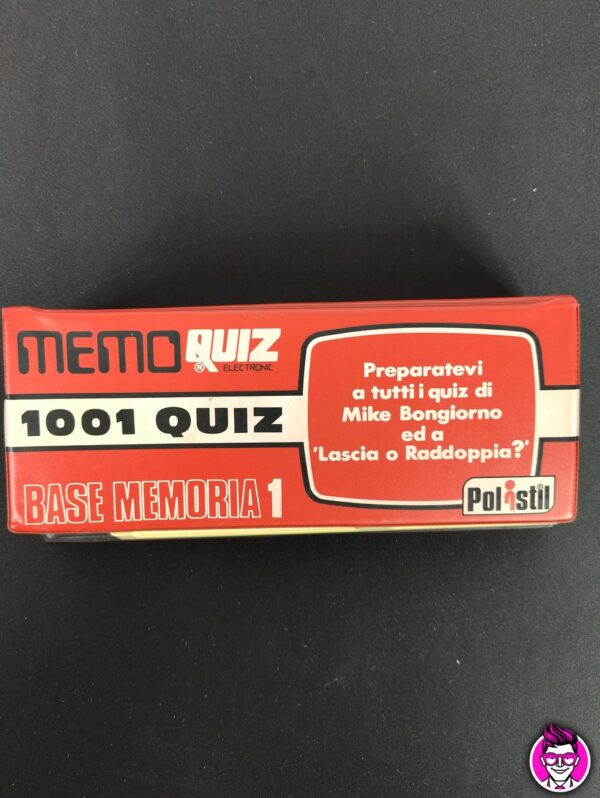 MEMO QUIZ
® ELECTRONIC
1001 QUIZ
BASE MEMORIA 1
Preparatevi
a tutti i quiz di
Mike Bongiorno
ed a
'Lascia o Raddoppia?'
Polistil